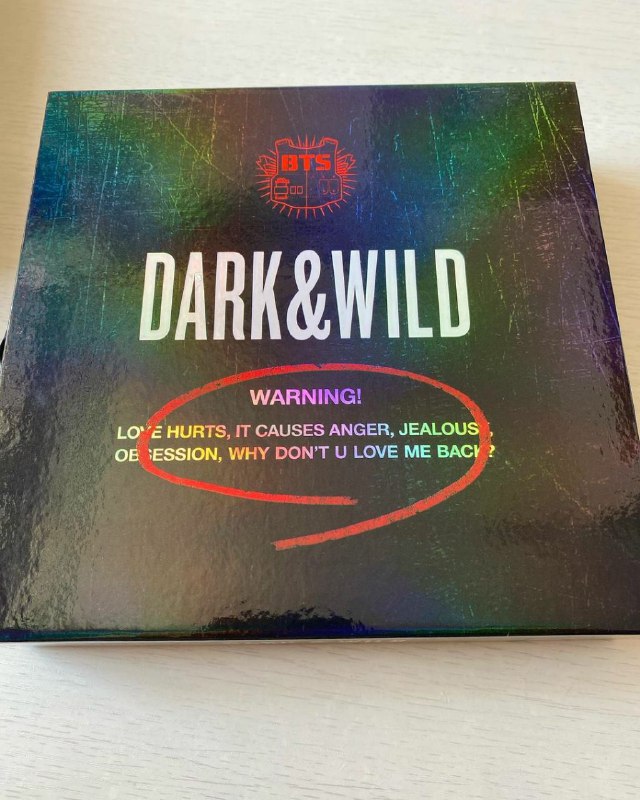 BTS
DARK&WILD
WARNING!
LOVE HURTS, IT CAUSES ANGER, JEALOUSY,
OBSESSION, WHY DON'T U LOVE ME BACK?